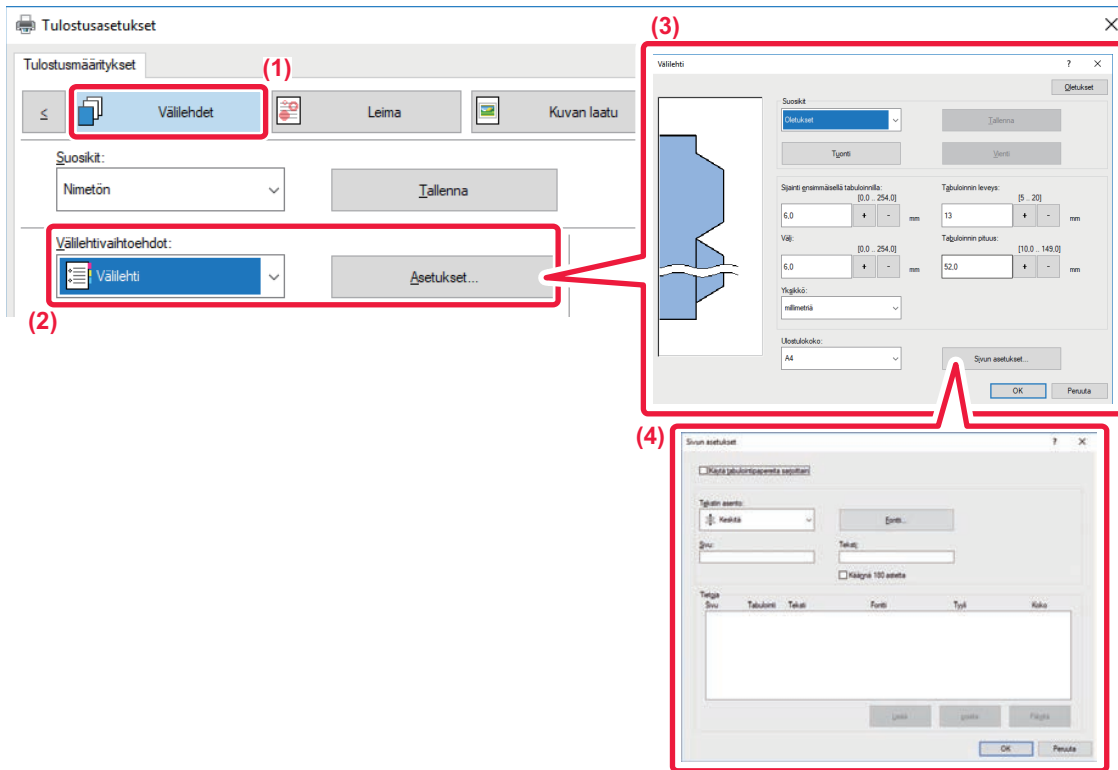 Tulostusasetukset
Tulostusmääritykset
(1)
≤ Välilehdet Leima Kuvan laatu
Suosikit:
Nimetön Tallenna
Välilehtivaihtoehdot:
Välilehti Asetukset...
(2)
(3)
Välilehti ? ×
Oletukset
Suosikit
Oletukset Tallenna
Tuonti Vienti
Sijainti ensimmäisellä tabuloinnilla: Tabuloinnin leveys:
[0,0 .. 254,0] [5 .. 20]
6,0 + - mm 13 + - mm
Väli: Tabuloinnin pituus:
[0,0 .. 254,0] [10,0 .. 149,0]
6,0 + - mm 52,0 + - mm
Yksikkö:
millimetriä
Ulostulokoko:
A4 Sivun asetukset...
OK Peruuta
(4)
Sivun asetukset ? ×
Käytä tabulointipapereita sarjoittain
Tekstin asento:
Keskitä Fontti...
Sivu: Teksti:
Käännä 180 astetta
Tietoja
Sivu Tabulointi Teksti Fontti Tyyli Koko
Lisää Poista Päivitä
OK Peruuta